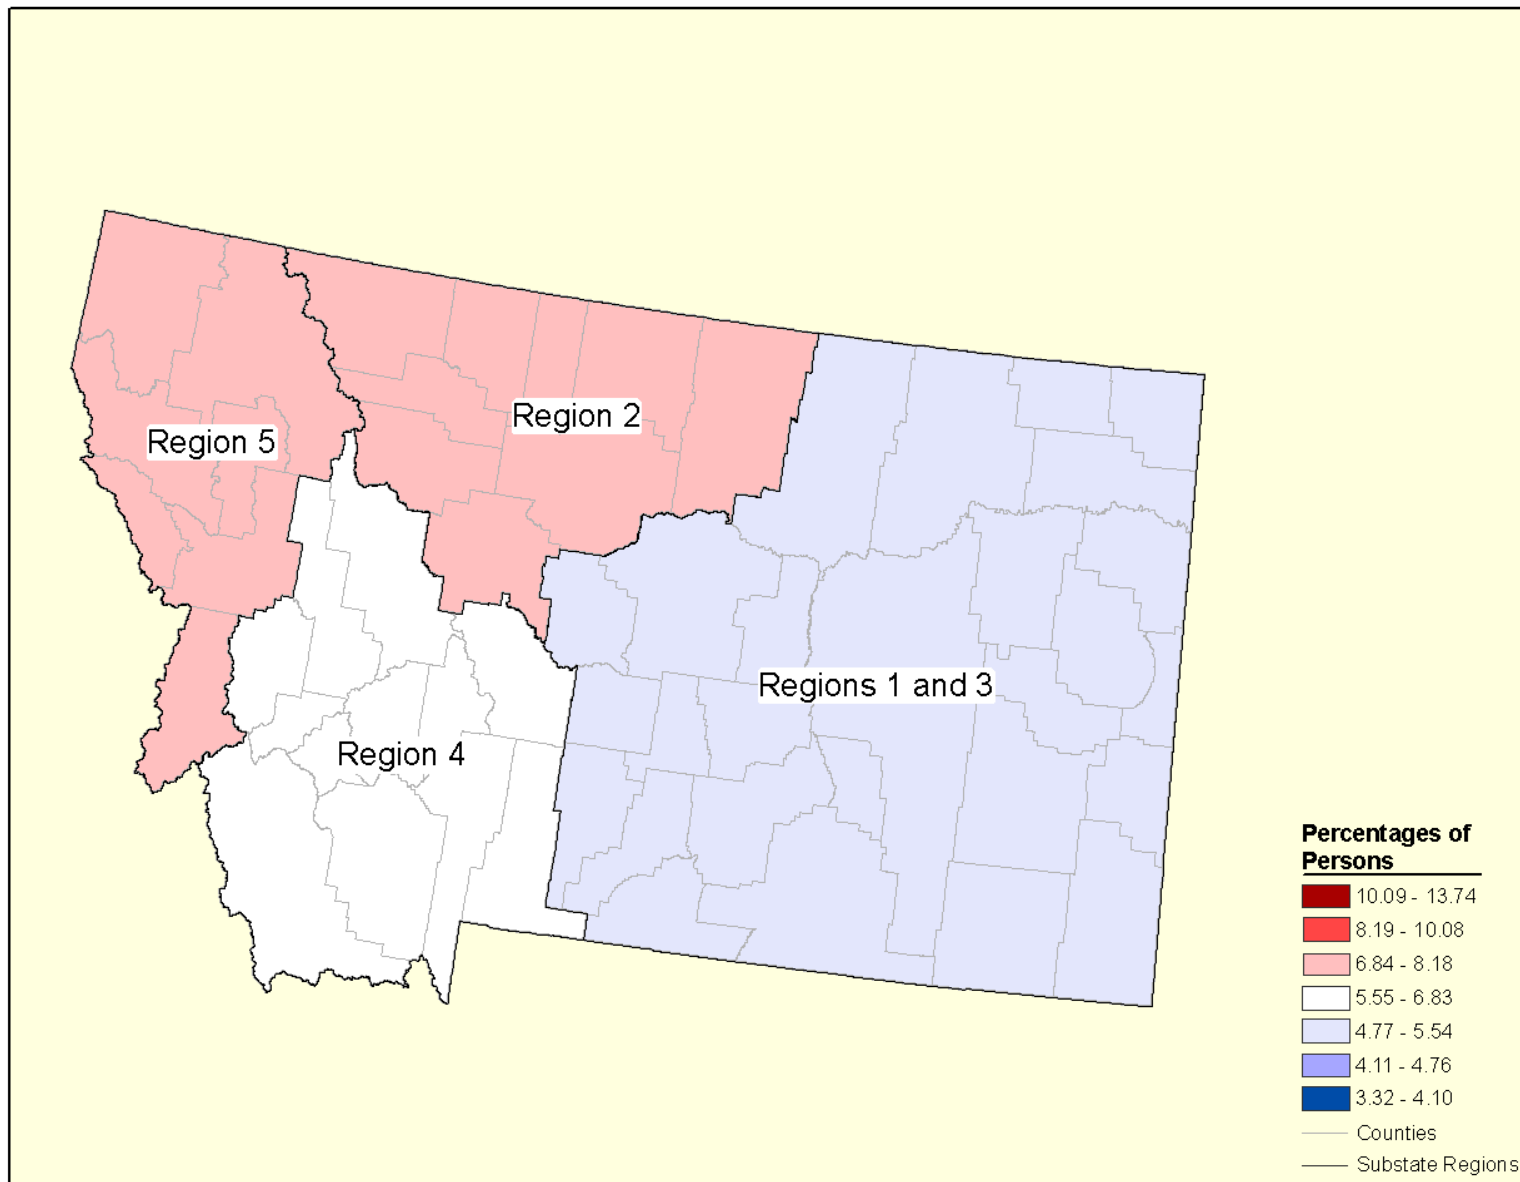 Region 2
Region 5
Regions 1 and 3
Region 4
Percentages of
Persons
10.09 - 13.74
8.19 - 10.08
6.84 - 8.18
5.55 - 6.83
4.77 - 5.54
4.11 - 4.76
3.32 - 4.10
Counties
Substate Regions